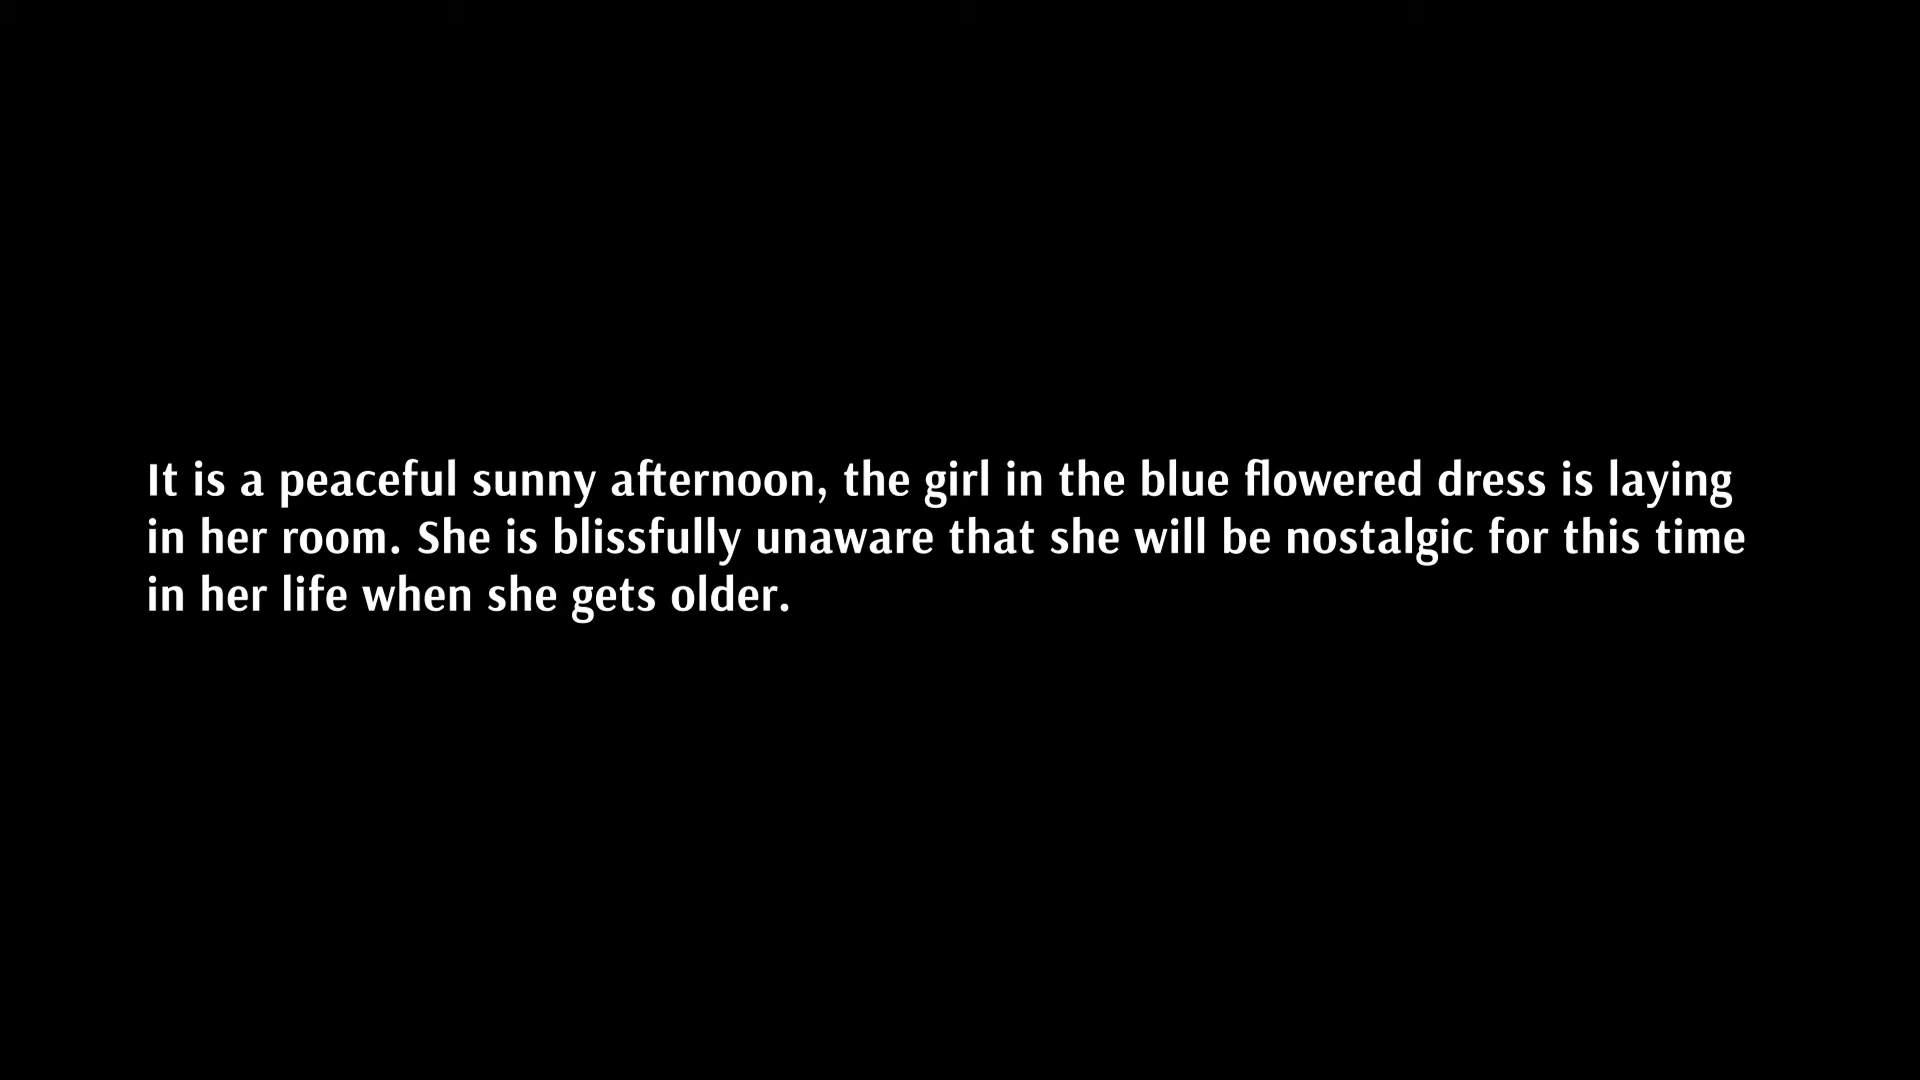 It is a peaceful sunny afternoon, the girl in the blue flowered dress is laying
in her room. She is blissfully unaware that she will be nostalgic for this time
in her life when she gets older.